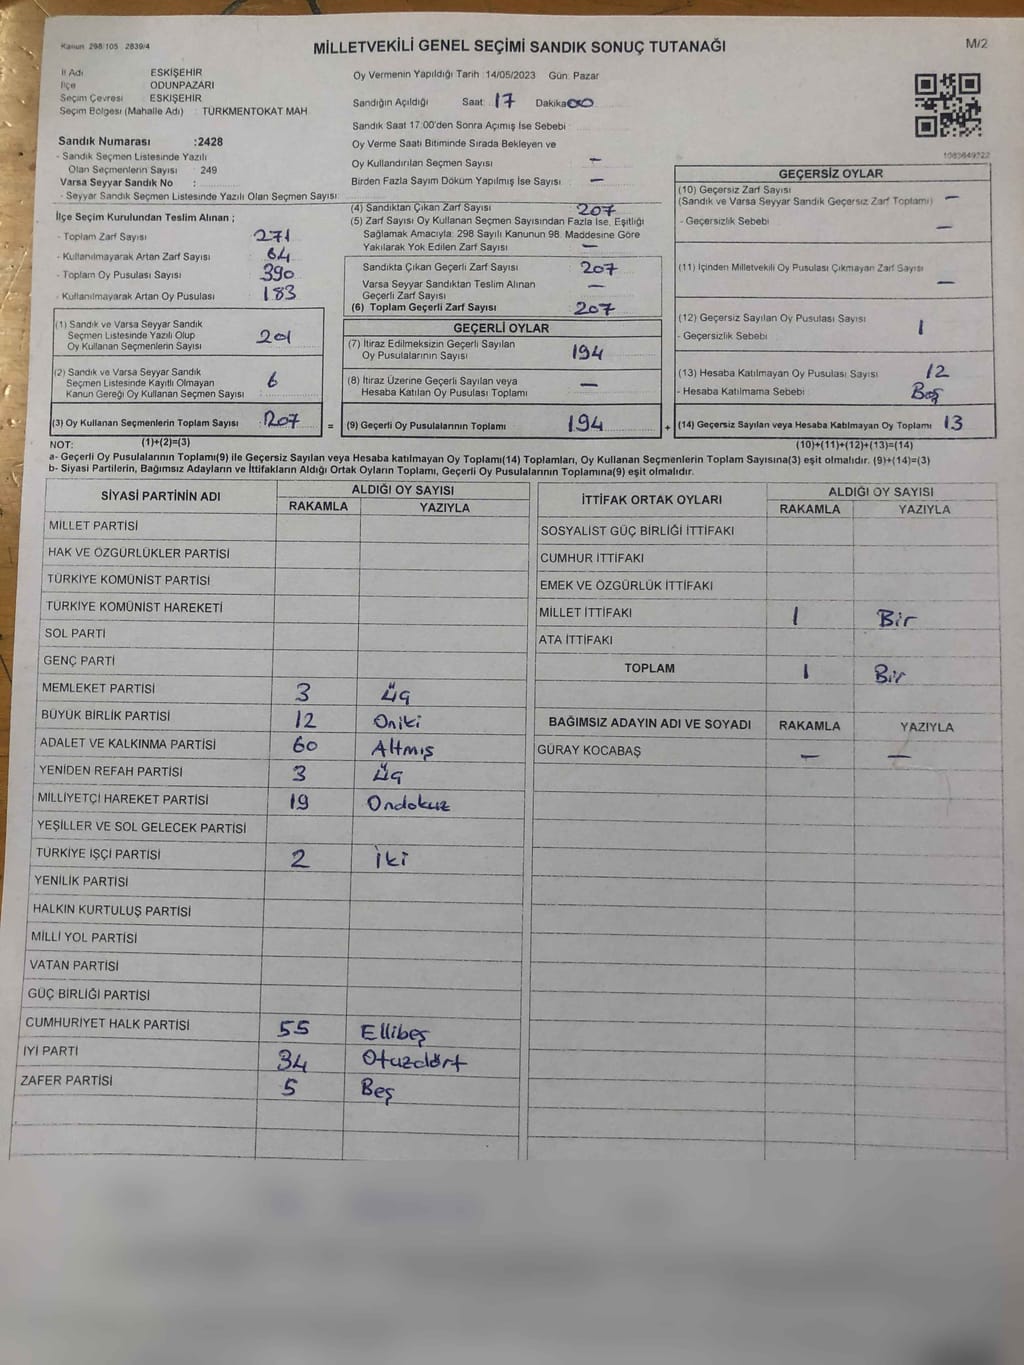 Kanun 298/105 2839/4
MİLLETVEKİLİ GENEL SEÇİMİ SANDIK SONUÇ TUTANAĞI
M/2
İl Adı ESKİŞEHİR
İlçe ODUNPAZARI
Seçim Çevresi ESKİŞEHİR
Seçim Bölgesi (Mahalle Adı) : TÜRKMENTOKAT MAH
Sandık Numarası :2428
- Sandık Seçmen Listesinde Yazılı
Olan Seçmenlerin Sayısı : 249
Varsa Seyyar Sandık No :
- Seyyar Sandık Seçmen Listesinde Yazılı Olan Seçmen Sayısı :
Oy Vermenin Yapıldığı Tarih :14/05/2023 Gün: Pazar
Sandığın Açıldığı Saat: 17 Dakika: 00
Sandık Saat 17:00'den Sonra Açımış İse Sebebi :
Oy Verme Saati Bitiminde Sırada Bekleyen ve
Oy Kullandırılan Seçmen Sayısı : –
Birden Fazla Sayım Döküm Yapılmış İse Sayısı : –
İlçe Seçim Kurulundan Teslim Alınan ;
- Toplam Zarf Sayısı 271
- Kullanılmayarak Artan Zarf Sayısı 64
- Toplam Oy Pusulası Sayısı 390
- Kullanılmayarak Artan Oy Pusulası 183
(1) Sandık ve Varsa Seyyar Sandık
Seçmen Listesinde Yazılı Olup
Oy Kullanan Seçmenlerin Sayısı 201
(2) Sandık ve Varsa Seyyar Sandık
Seçmen Listesinde Kayıtlı Olmayan
Kanun Gereği Oy Kullanan Seçmen Sayısı 6
(3) Oy Kullanan Seçmenlerin Toplam Sayısı 207
(4) Sandıktan Çıkan Zarf Sayısı 207
(5) Zarf Sayısı Oy Kullanan Seçmen Sayısından Fazla İse, Eşitliği
Sağlamak Amacıyla 298 Sayılı Kanunun 98. Maddesine Göre
Yakılarak Yok Edilen Zarf Sayısı –
Sandıkta Çıkan Geçerli Zarf Sayısı 207
Varsa Seyyar Sandıktan Teslim Alınan
Geçerli Zarf Sayısı –
(6) Toplam Geçerli Zarf Sayısı 207
GEÇERLİ OYLAR
(7) İtiraz Edilmeksizin Geçerli Sayılan
Oy Pusulalarının Sayısı 194
(8) İtiraz Üzerine Geçerli Sayılan veya
Hesaba Katılan Oy Pusulası Toplamı –
= (9) Geçerli Oy Pusulalarının Toplamı 194
1083649722
GEÇERSİZ OYLAR
(10) Geçersiz Zarf Sayısı
(Sandık ve Varsa Seyyar Sandık Geçersiz Zarf Toplamı) –
- Geçersizlik Sebebi –
(11) İçinden Milletvekili Oy Pusulası Çıkmayan Zarf Sayısı –
(12) Geçersiz Sayılan Oy Pusulası Sayısı 1
- Geçersizlik Sebebi
(13) Hesaba Katılmayan Oy Pusulası Sayısı 12
- Hesaba Katılmama Sebebi Boş
+ (14) Geçersiz Sayılan veya Hesaba Katılmayan Oy Toplamı 13
NOT: (1)+(2)=(3)
(10)+(11)+(12)+(13)=(14)
a- Geçerli Oy Pusulalarının Toplamı(9) ile Geçersiz Sayılan veya Hesaba katılmayan Oy Toplamı(14) Toplamları, Oy Kullanan Seçmenlerin Toplam Sayısına(3) eşit olmalıdır. (9)+(14)=(3)
b- Siyasi Partilerin, Bağımsız Adayların ve İttifakların Aldığı Ortak Oyların Toplamı, Geçerli Oy Pusulalarının Toplamına(9) eşit olmalıdır.
SİYASİ PARTİNİN ADI ALDIĞI OY SAYISI
RAKAMLA YAZIYLA
MİLLET PARTİSİ
HAK VE ÖZGÜRLÜKLER PARTİSİ
TÜRKİYE KOMÜNİST PARTİSİ
TÜRKİYE KOMÜNİST HAREKETİ
SOL PARTİ
GENÇ PARTİ
MEMLEKET PARTİSİ 3 Üç
BÜYÜK BİRLİK PARTİSİ 12 Oniki
ADALET VE KALKINMA PARTİSİ 60 Altmış
YENİDEN REFAH PARTİSİ 3 Üç
MİLLİYETÇİ HAREKET PARTİSİ 19 Ondokuz
YEŞİLLER VE SOL GELECEK PARTİSİ
TÜRKİYE İŞÇİ PARTİSİ 2 İki
YENİLİK PARTİSİ
HALKIN KURTULUŞ PARTİSİ
MİLLİ YOL PARTİSİ
VATAN PARTİSİ
GÜÇ BİRLİĞİ PARTİSİ
CUMHURİYET HALK PARTİSİ 55 Ellibeş
İYİ PARTİ 34 Otuzdört
ZAFER PARTİSİ 5 Beş
İTTİFAK ORTAK OYLARI ALDIĞI OY SAYISI
RAKAMLA YAZIYLA
SOSYALİST GÜÇ BİRLİĞİ İTTİFAKI
CUMHUR İTTİFAKI
EMEK VE ÖZGÜRLÜK İTTİFAKI
MİLLET İTTİFAKI 1 Bir
ATA İTTİFAKI
TOPLAM 1 Bir
BAĞIMSIZ ADAYIN ADI VE SOYADI RAKAMLA YAZIYLA
GÜRAY KOCABAŞ – –